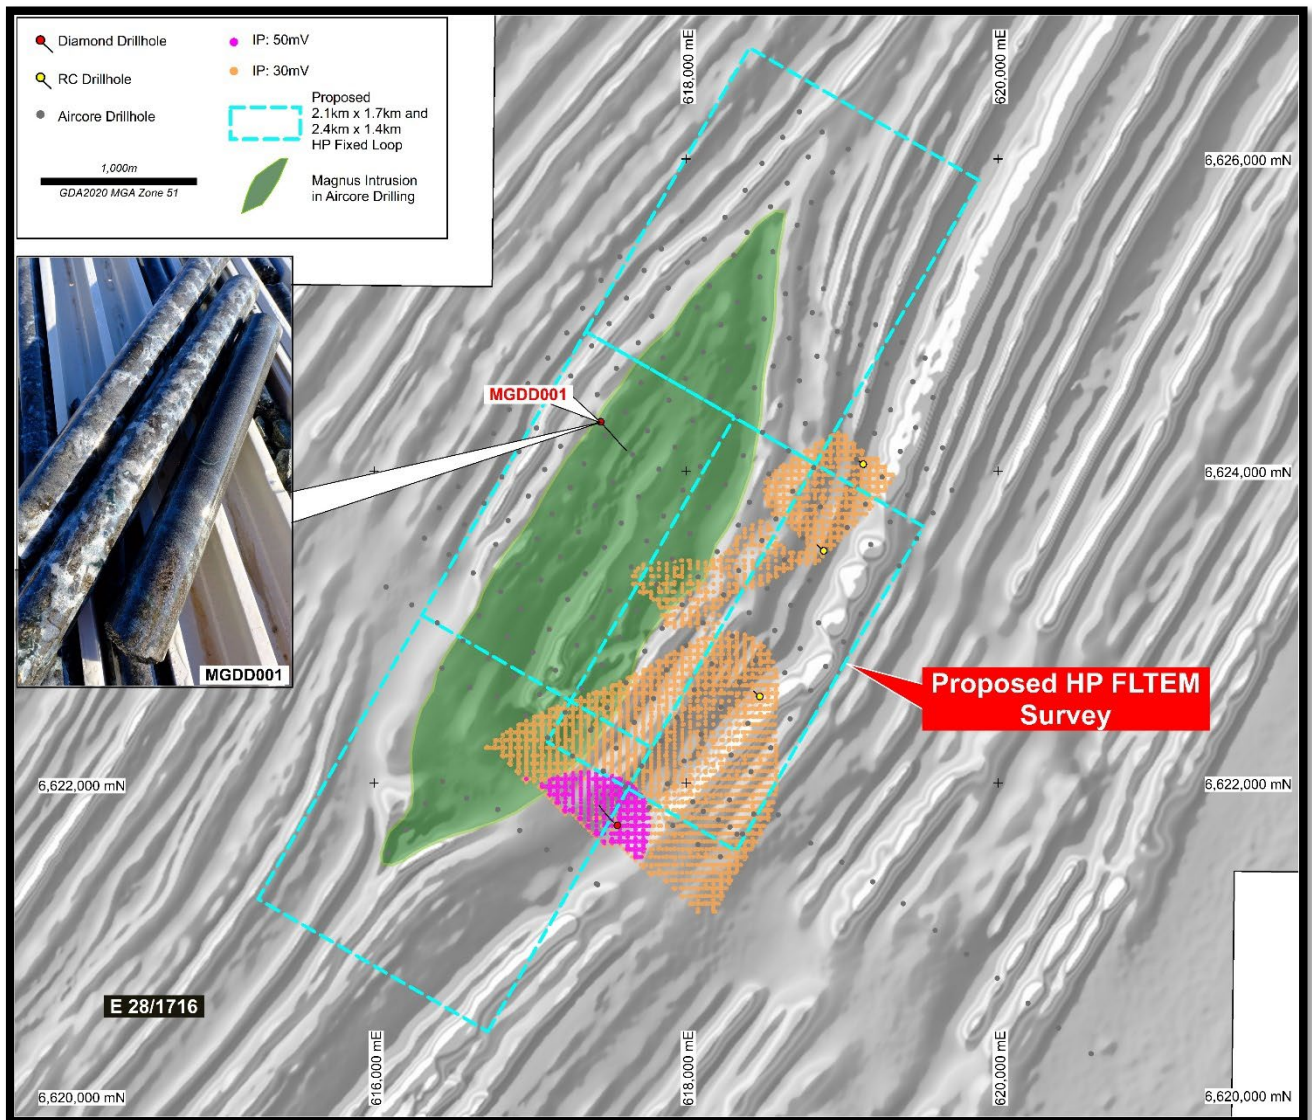 Diamond Drillhole
RC Drillhole
Aircore Drillhole
1,000m
GDA2020 MGA Zone 51
IP: 50mV
IP: 30mV
Proposed
2.1km x 1.7km and
2.4km x 1.4km
HP Fixed Loop
Magnus Intrusion
in Aircore Drilling
618,000 mE
620,000 mE
6,626,000 mN
MGDD001
6,624,000 mN
MGDD001
Proposed HP FLTEM
Survey
6,622,000 mN
6,622,000 mN
E 28/1716
616,000 mE
618,000 mE
620,000 mE
6,620,000 mN
6,620,000 mN